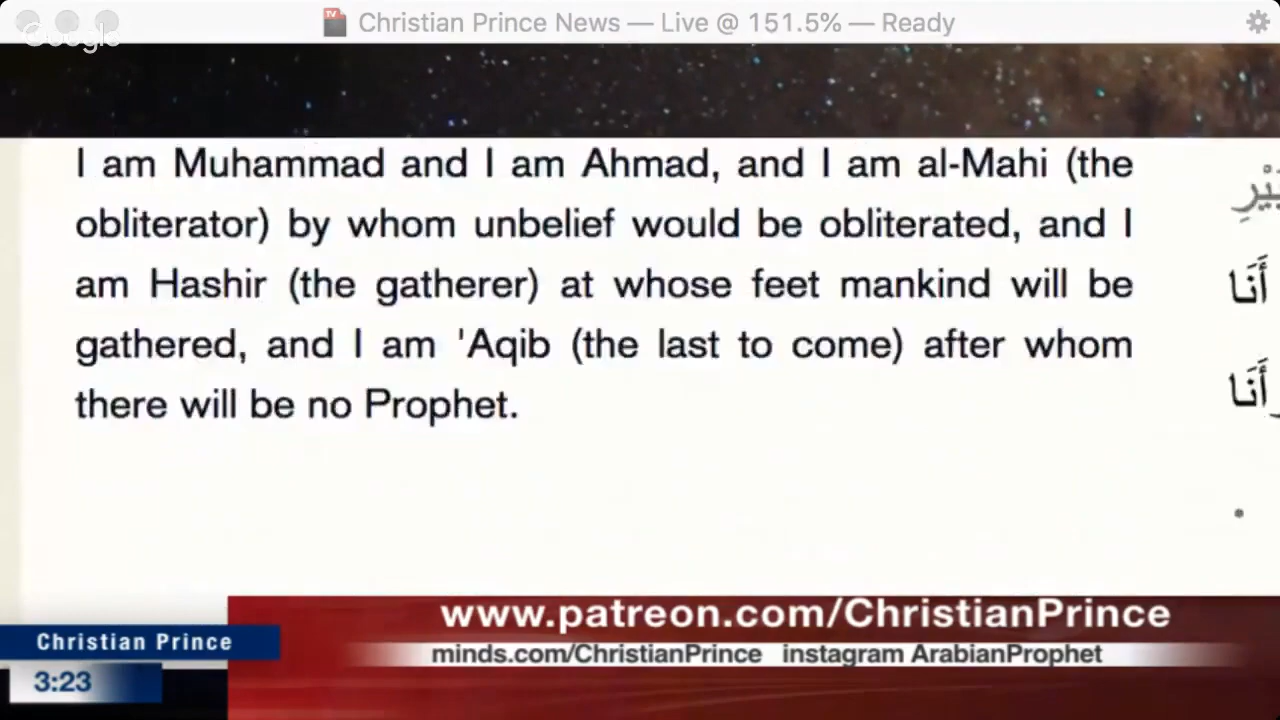 Christian Prince News — Live @ 151.5% — Ready
Google
I am Muhammad and I am Ahmad, and I am al-Mahi (the
obliterator) by whom unbelief would be obliterated, and I
am Hashir (the gatherer) at whose feet mankind will be
gathered, and I am 'Aqib (the last to come) after whom
there will be no Prophet.
أَنَا
www.patreon.com/ChristianPrince
Christian Prince
minds.com/ChristianPrince instagram ArabianProphet
3:23